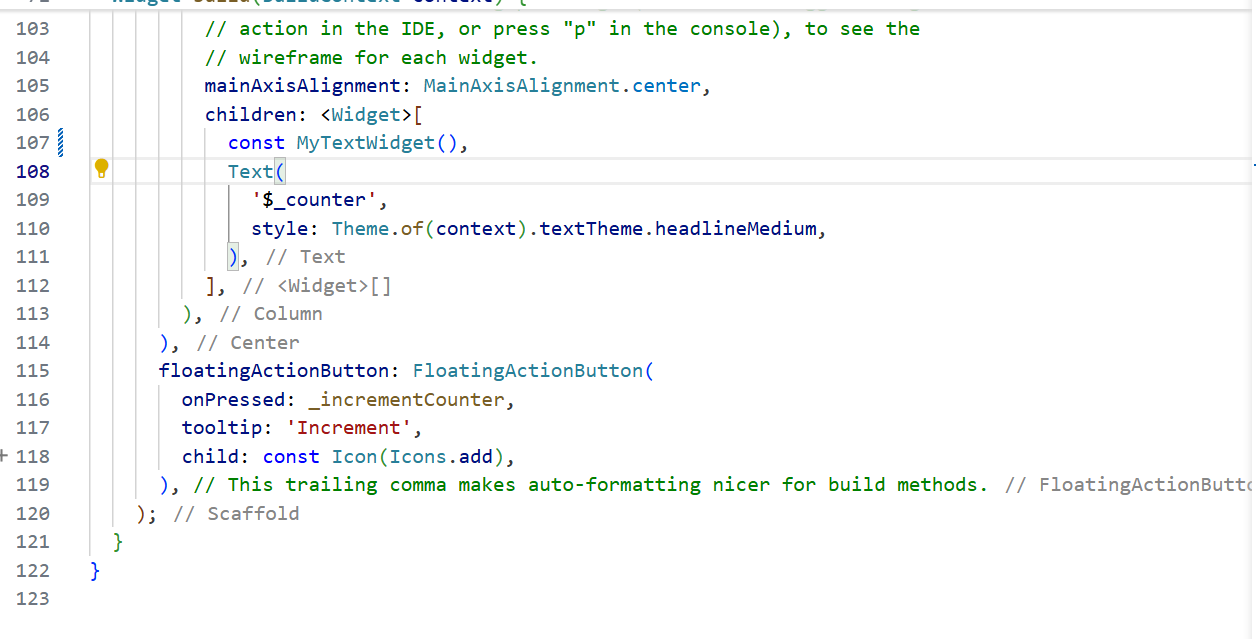 103 // action in the IDE, or press "p" in the console), to see the
104 // wireframe for each widget.
105 mainAxisAlignment: MainAxisAlignment.center,
106 children: <Widget>[
107 const MyTextWidget(),
108 Text(
109 '$_counter',
110 style: Theme.of(context).textTheme.headlineMedium,
111 ), // Text
112 ], // <Widget>[]
113 ), // Column
114 ), // Center
115 floatingActionButton: FloatingActionButton(
116 onPressed: _incrementCounter,
117 tooltip: 'Increment',
+ 118 child: const Icon(Icons.add),
119 ), // This trailing comma makes auto-formatting nicer for build methods. // FloatingActionButto
120 ); // Scaffold
121 }
122 }
123